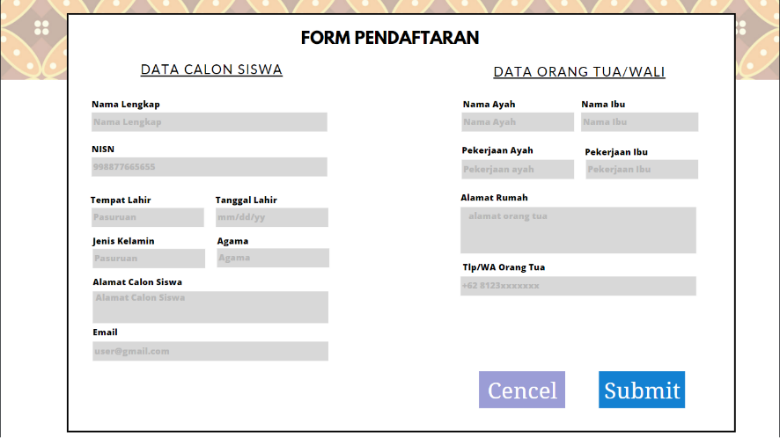 FORM PENDAFTARAN
DATA CALON SISWA
Nama Lengkap
Nama Lengkap
NISN
998877665655
Tempat Lahir Tanggal Lahir
Pasuruan mm/dd/yy
Jenis Kelamin Agama
Pasuruan Agama
Alamat Calon Siswa
Alamat Calon Siswa
Email
user@gmail.com
DATA ORANG TUA/WALI
Nama Ayah Nama Ibu
Nama Ayah Nama Ibu
Pekerjaan Ayah Pekerjaan Ibu
Pekerjaan ayah Pekerjaan Ibu
Alamat Rumah
alamat orang tua
Tlp/WA Orang Tua
+62 8123xxxxxxx
Cencel Submit